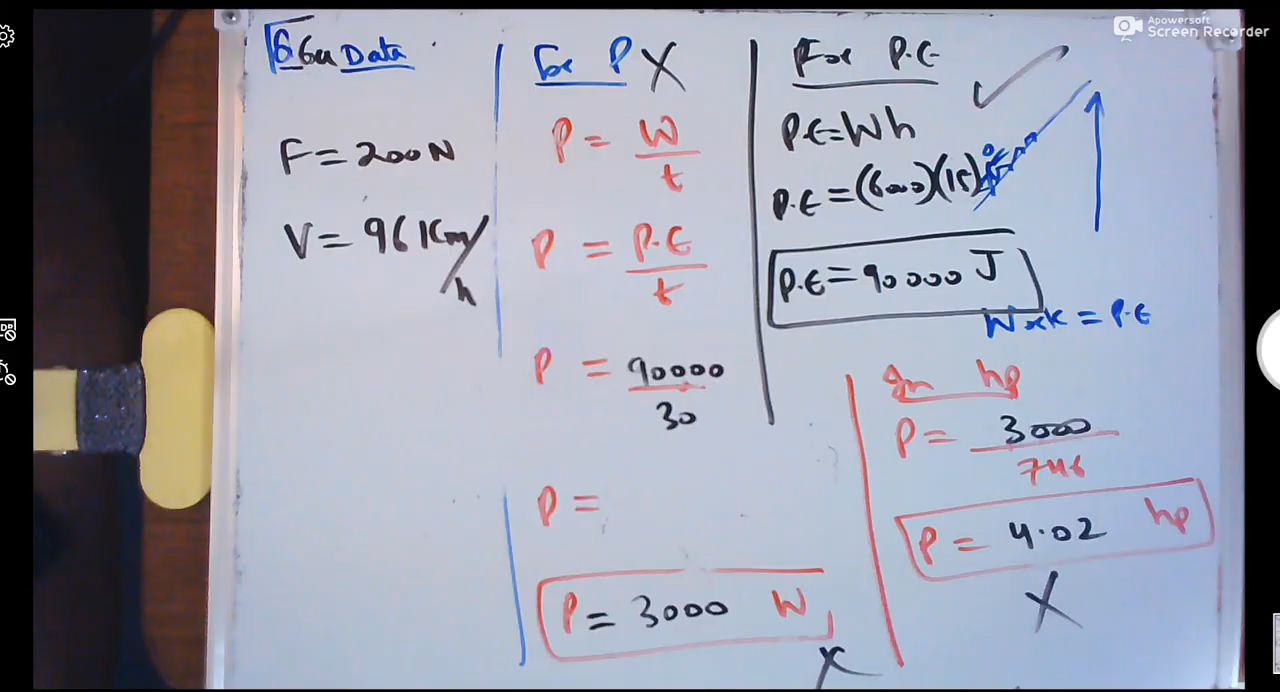 Data
F = 200 N
V = 96 Km/h
For P X
P = W/t
P = P.E/t
P = 90000/30
P =
P = 3000 W
X
For P.E
P.E = Wh
P.E = (6000)(15)
P.E = 90000 J
Work = P.E
In hp
P = 3000/746
P = 4.02 hp
X
Apowersoft
Screen Recorder